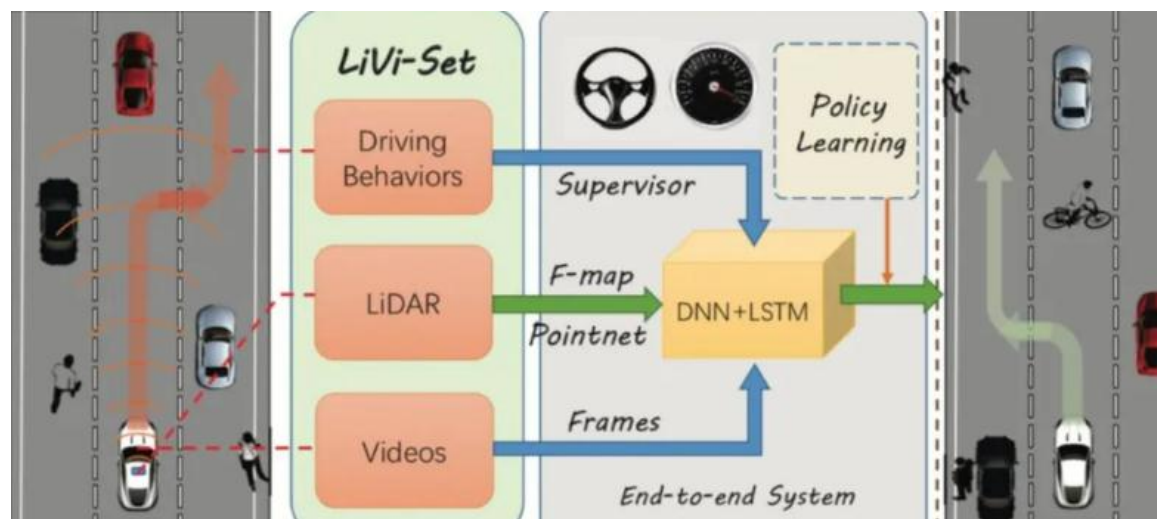 LiVi-Set
Driving
Behaviors
LiDAR
Videos
Supervisor
F-map
Pointnet
Frames
DNN+LSTM
Policy
Learning
End-to-end System